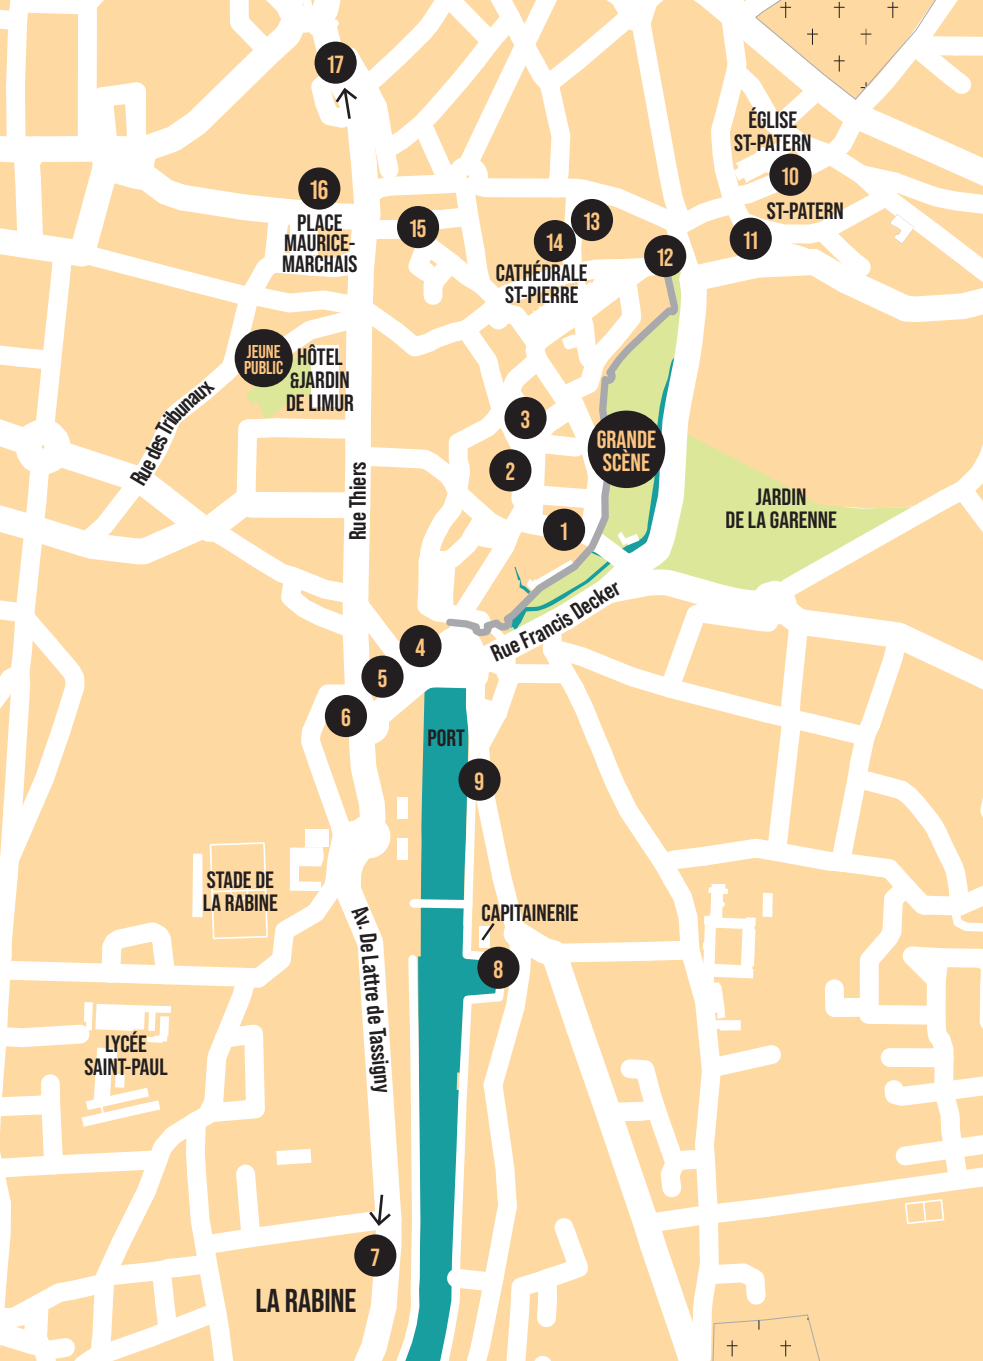 17
ÉGLISE
ST-PATERN
10
ST-PATERN
16
PLACE
MAURICE-
MARCHAIS
15
13
14
CATHÉDRALE
ST-PIERRE
12
11
JEUNE
PUBLIC
HÔTEL
&JARDIN
DE LIMUR
Rue des Tribunaux
3
GRANDE
SCÈNE
2
Rue Thiers
JARDIN
DE LA GARENNE
1
Rue Francis Decker
4
5
6
PORT
9
STADE DE
LA RABINE
CAPITAINERIE
Av. De Lattre de Tassigny
8
LYCÉE
SAINT-PAUL
7
LA RABINE